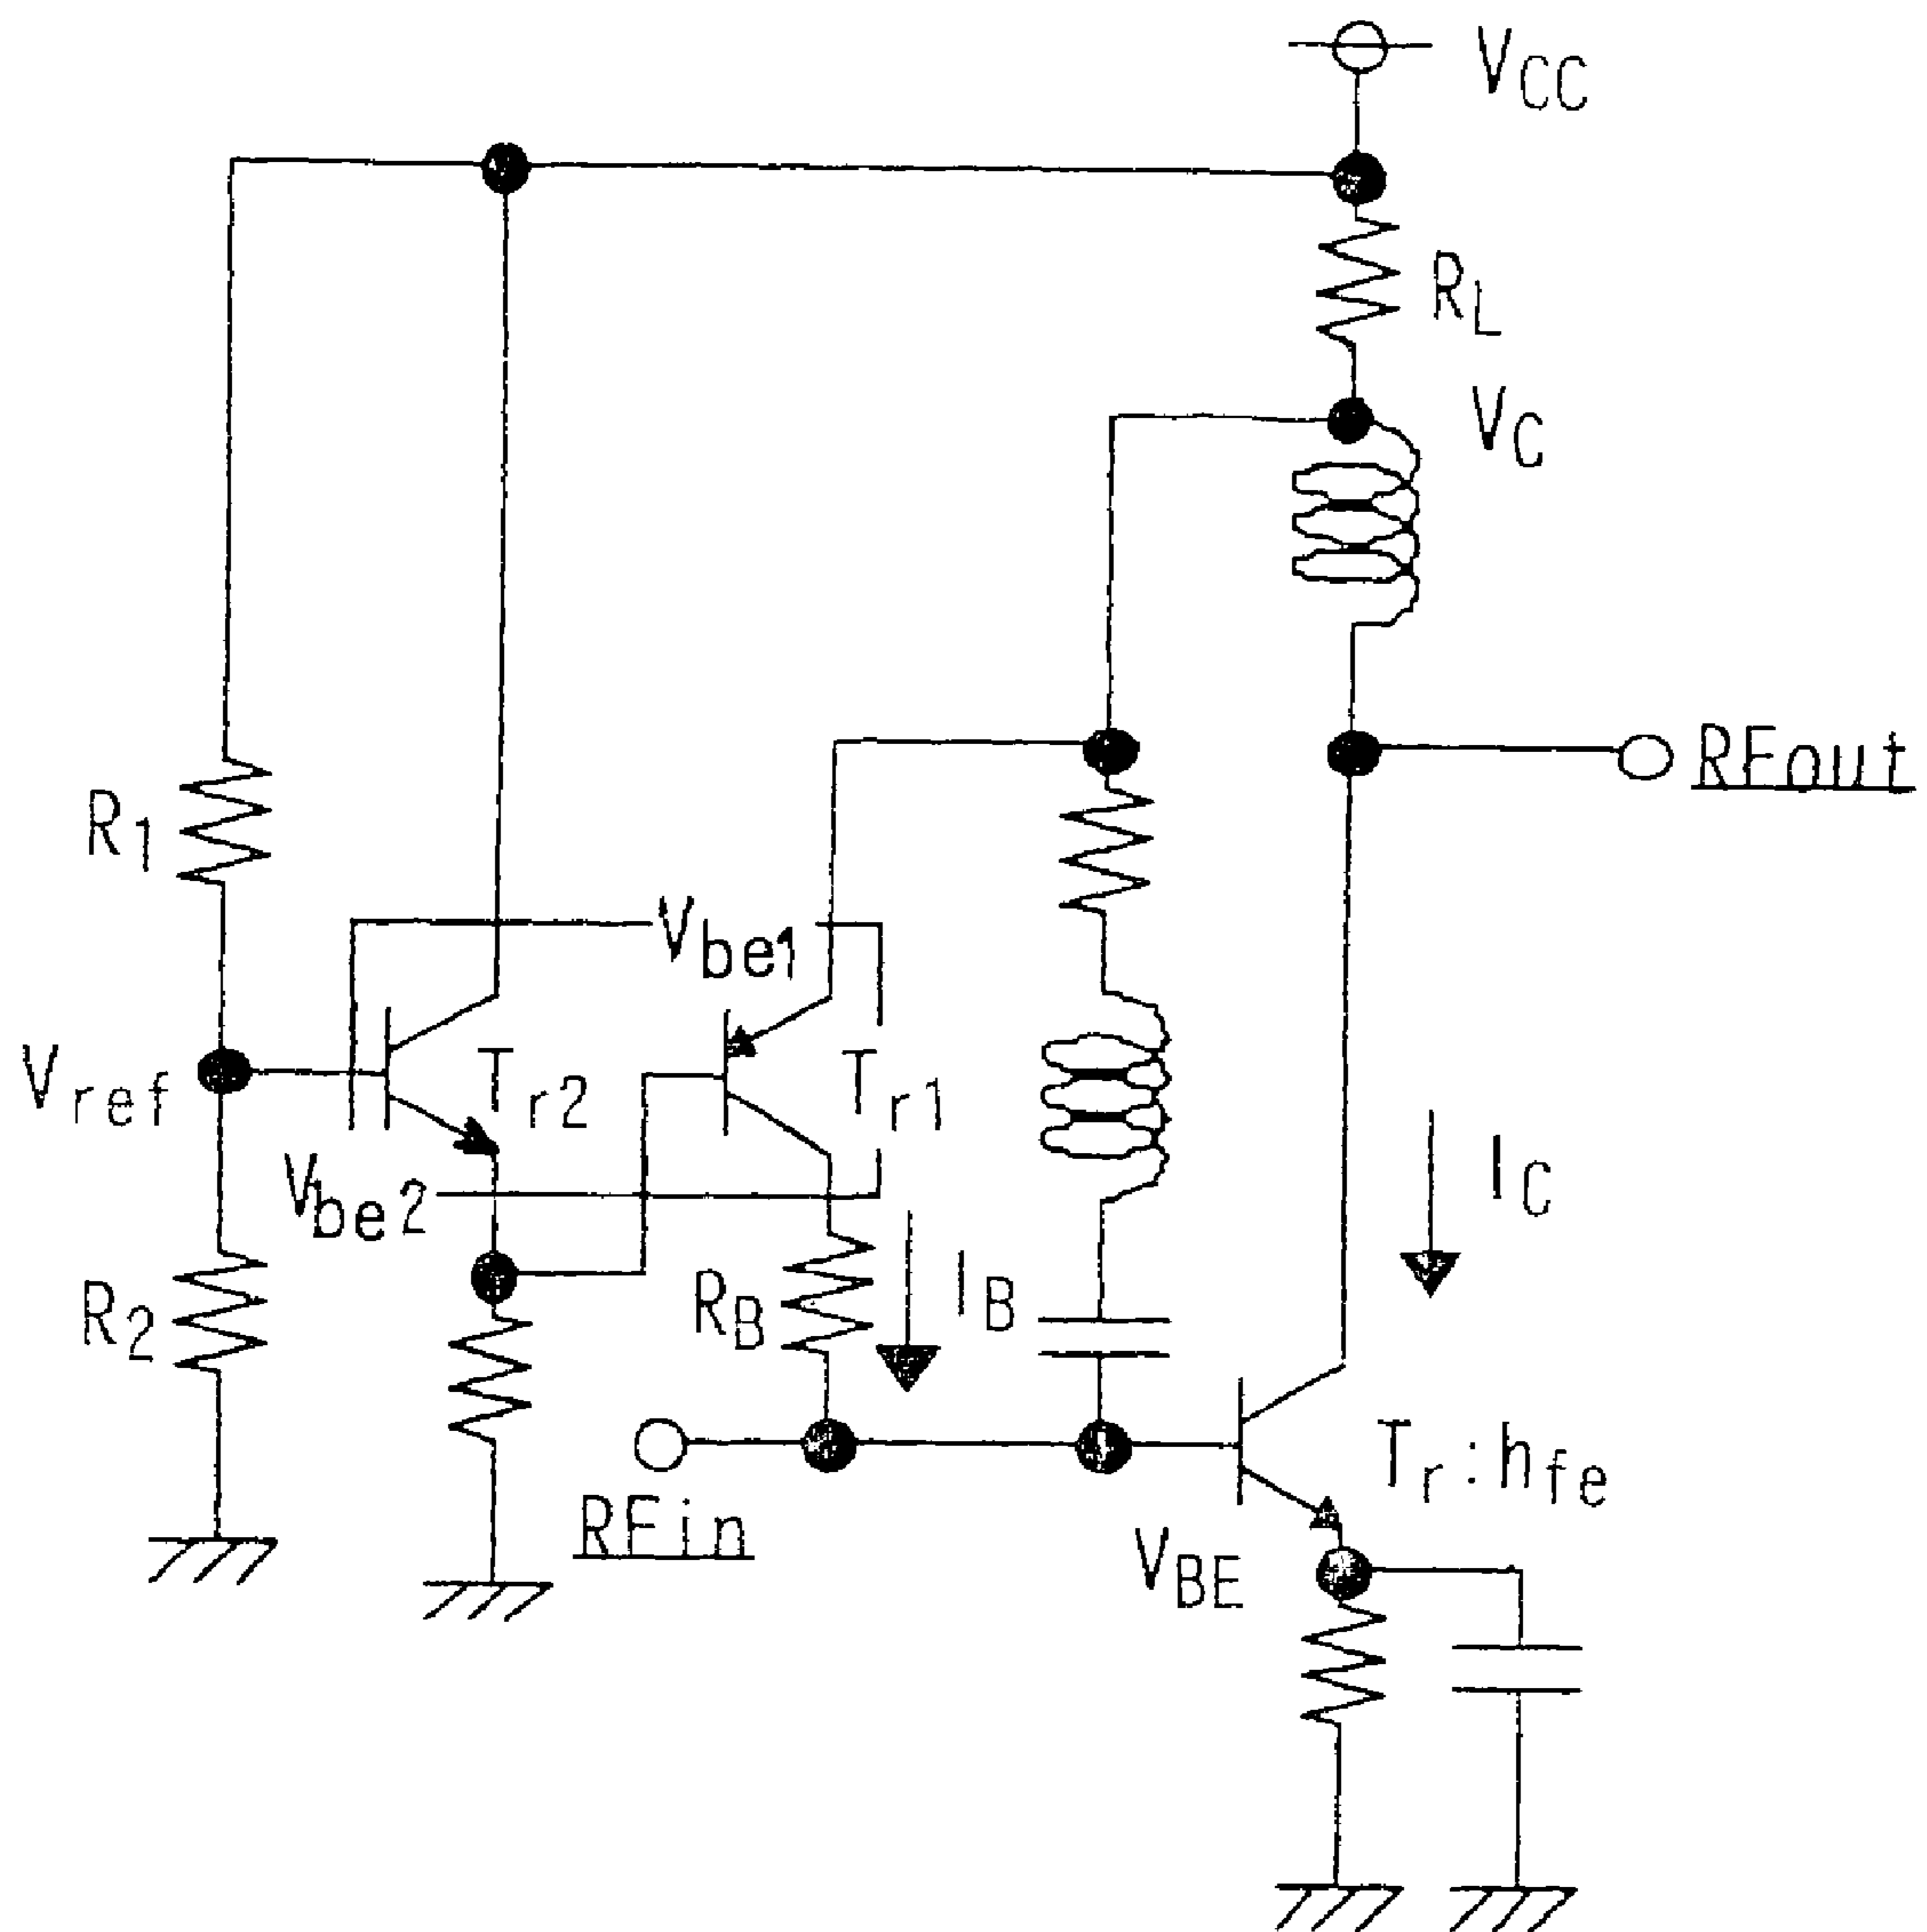 VCC
RL
VC
RFout
R1
Vbe1
Vref
Tr2
Tr1
IC
Vbe2
R2
RB
IB
Tr:hfe
RFin
VBE